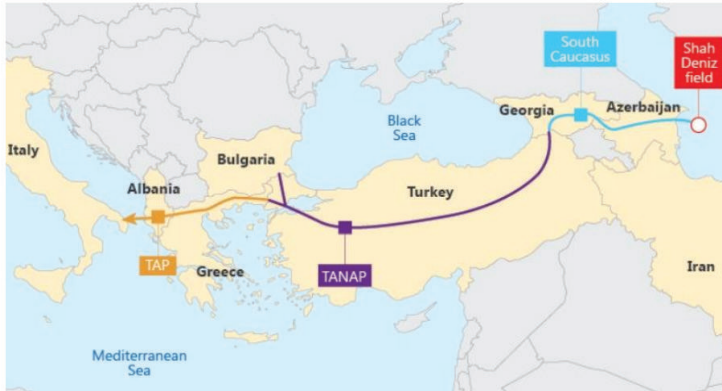 South
Caucasus
Shah
Deniz
field
Georgia
Azerbaijan
Black
Sea
Italy
Bulgaria
Albania
Turkey
TAP
Greece
TANAP
Iran
Mediterranean
Sea